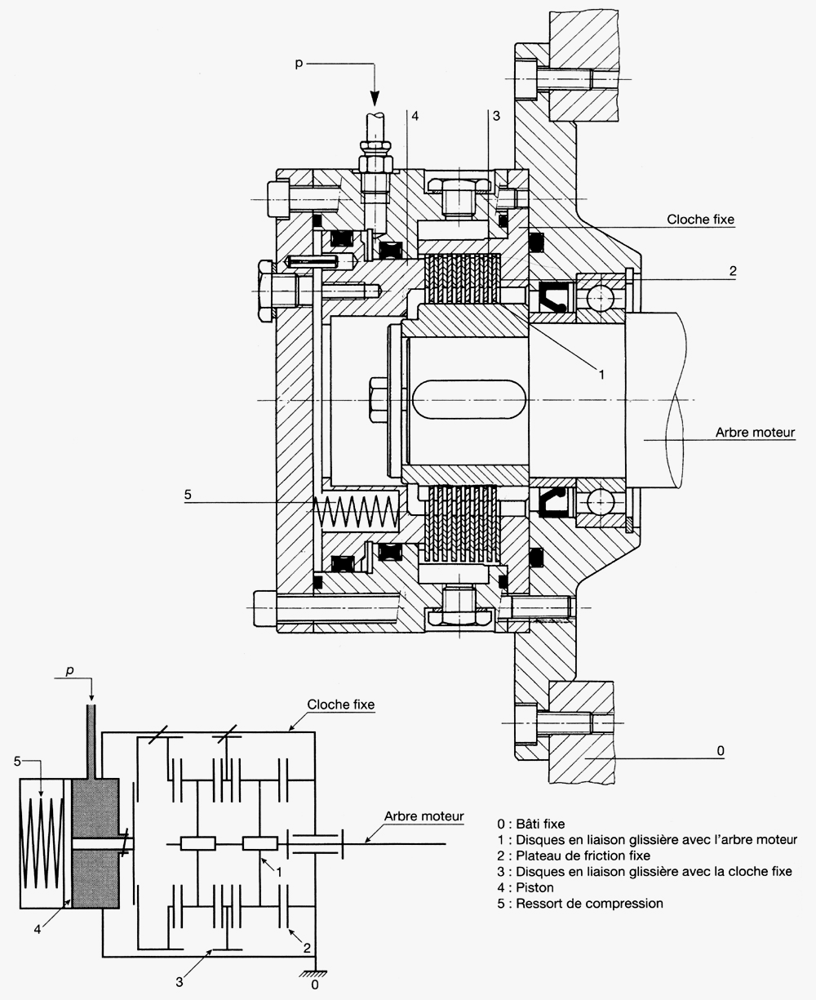 p
4
3
Cloche fixe
2
1
Arbre moteur
5
0
p
Cloche fixe
5
Arbre moteur
1
4
2
3
0
0 : Bâti fixe
1 : Disques en liaison glissière avec l'arbre moteur
2 : Plateau de friction fixe
3 : Disques en liaison glissière avec la cloche fixe
4 : Piston
5 : Ressort de compression